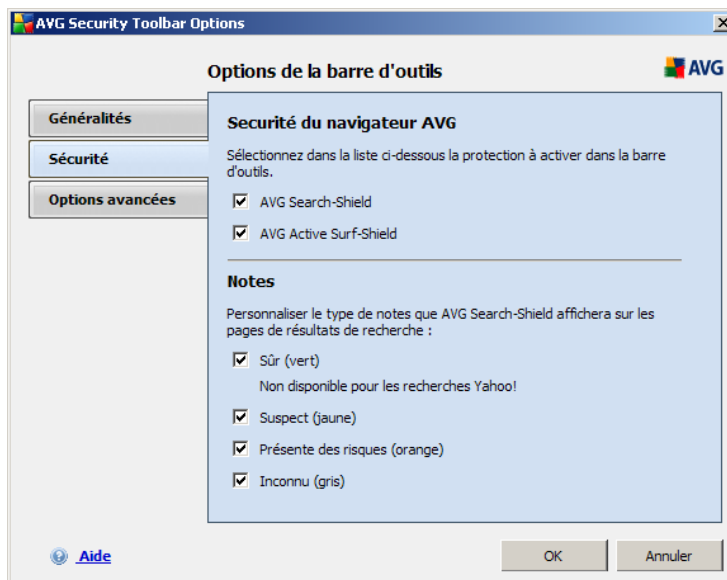 AVG Security Toolbar Options
Options de la barre d'outils
AVG
Généralités
Sécurité
Options avancées
Securité du navigateur AVG
Sélectionnez dans la liste ci-dessous la protection à activer dans la barre
d'outils.
AVG Search-Shield
AVG Active Surf-Shield
Notes
Personnaliser le type de notes que AVG Search-Shield affichera sur les
pages de résultats de recherche :
Sûr (vert)
Non disponible pour les recherches Yahoo!
Suspect (jaune)
Présente des risques (orange)
Inconnu (gris)
Aide
OK
Annuler